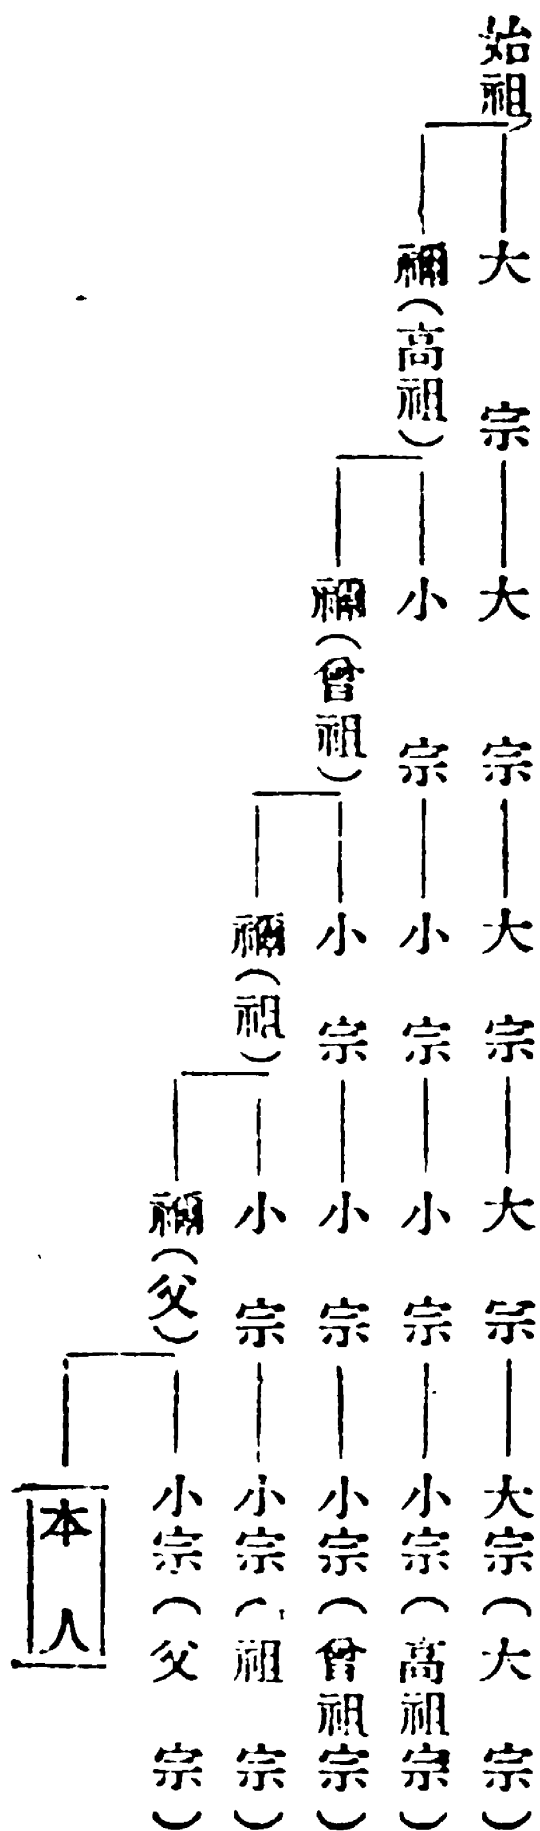 始祖
大宗
大宗
大宗
大宗
大宗(大宗)
禰(高祖)
小宗
小宗
小宗
小宗(高祖宗)
禰(曾祖)
小宗
小宗
小宗(曾祖宗)
禰(祖)
小宗
小宗(祖宗)
禰(父)
小宗(父宗)
本人